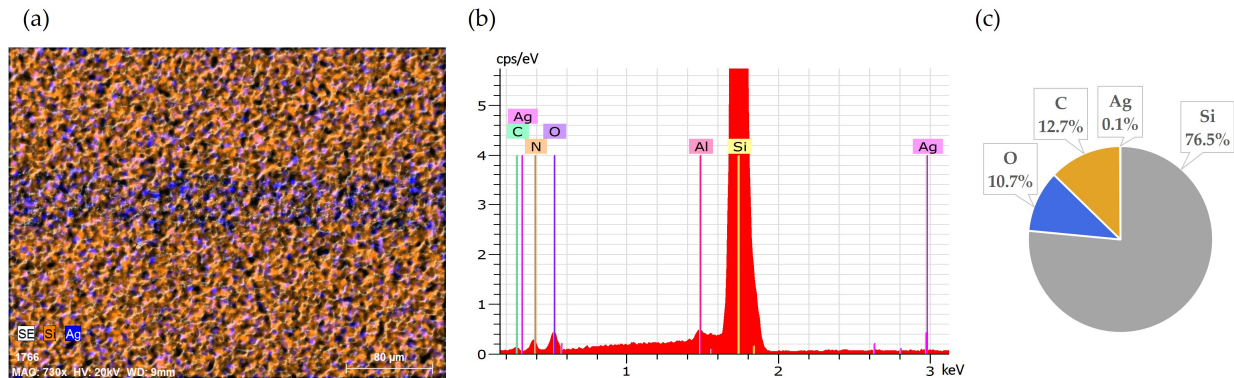 (a)
(b)
(c)
SE Si Ag
1766
80 µm
MAG: 730x HV: 20kV WD: 9mm
cps/eV
5
4
3
2
1
0
Ag
C
O
N
Al
Si
Ag
1
2
3
keV
C
12.7%
Ag
0.1%
Si
76.5%
O
10.7%